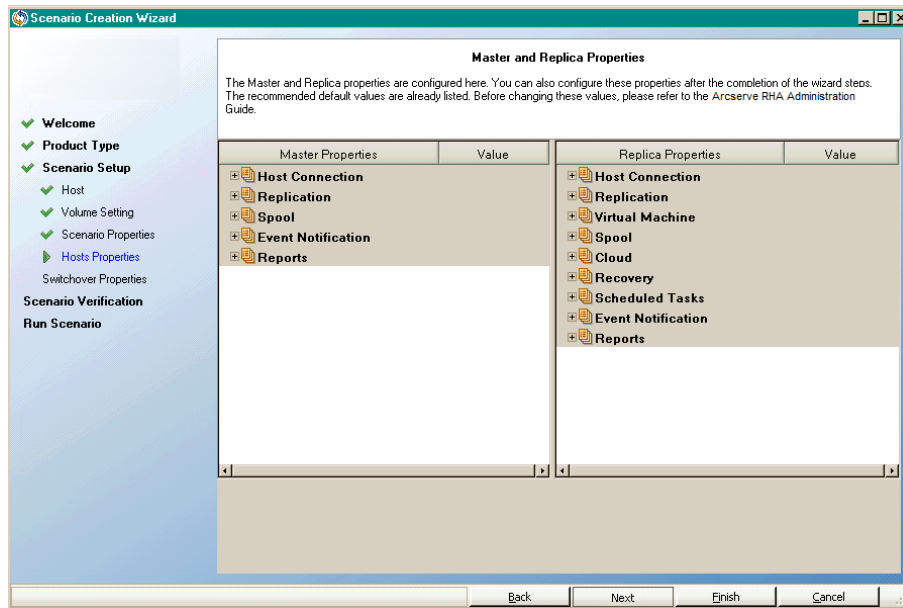 Scenario Creation Wizard
Master and Replica Properties
The Master and Replica properties are configured here. You can also configure these properties after the completion of the wizard steps.
The recommended default values are already listed. Before changing these values, please refer to the Arcserve RHA Administration
Guide.
Welcome
Product Type
Scenario Setup
Host
Volume Setting
Scenario Properties
Hosts Properties
Switchover Properties
Scenario Verification
Run Scenario
Master Properties Value
Host Connection
Replication
Spool
Event Notification
Reports
Replica Properties Value
Host Connection
Replication
Virtual Machine
Spool
Cloud
Recovery
Scheduled Tasks
Event Notification
Reports
Back Next Finish Cancel